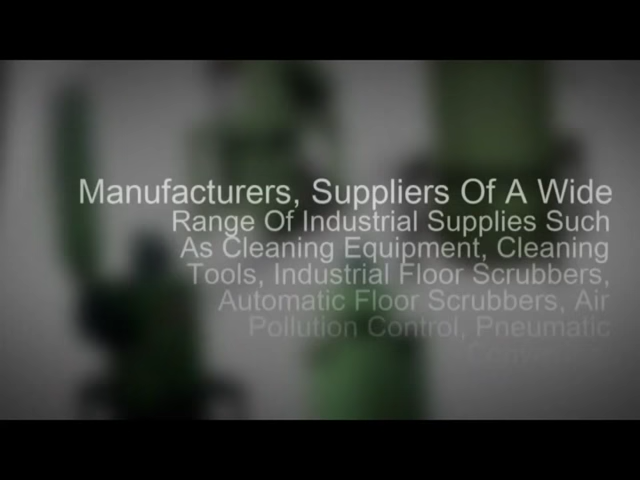 Manufacturers, Suppliers Of A Wide
Range Of Industrial Supplies Such
As Cleaning Equipment, Cleaning
Tools, Industrial Floor Scrubbers,
Automatic Floor Scrubbers, Air
Pollution Control, Pneumatic